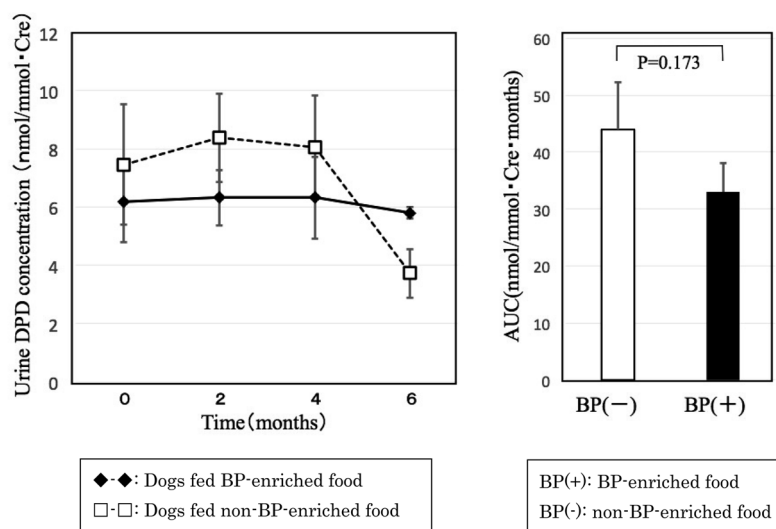 Urine DPD concentration (nmol/mmol・Cre)
12
10
8
6
4
2
0
0 2 4 6
Time(months)
◆-◆: Dogs fed BP-enriched food
□-□: Dogs fed non-BP-enriched food
AUC(nmol/mmol・Cre・months)
60
50
40
30
20
10
0
P=0.173
BP(−) BP(+)
BP(+): BP-enriched food
BP(-): non-BP-enriched food